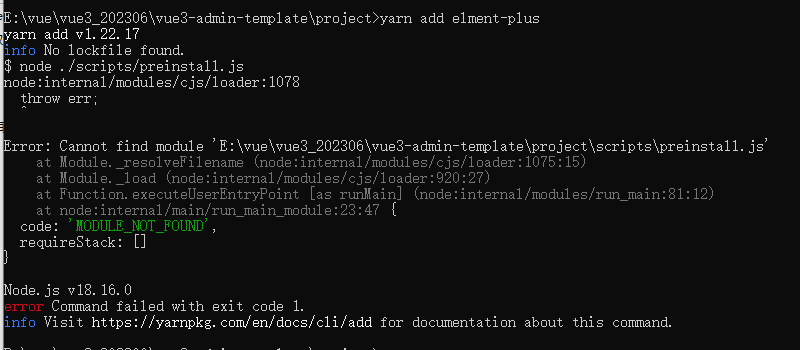 E:\vue\vue3_202306\vue3-admin-template\project>yarn add elment-plus
yarn add v1.22.17
info No lockfile found.
$ node ./scripts/preinstall.js
node:internal/modules/cjs/loader:1078
  throw err;
  ^

Error: Cannot find module 'E:\vue\vue3_202306\vue3-admin-template\project\scripts\preinstall.js'
    at Module._resolveFilename (node:internal/modules/cjs/loader:1075:15)
    at Module._load (node:internal/modules/cjs/loader:920:27)
    at Function.executeUserEntryPoint [as runMain] (node:internal/modules/run_main:81:12)
    at node:internal/main/run_main_module:23:47 {
  code: 'MODULE_NOT_FOUND',
  requireStack: []
}

Node.js v18.16.0
error Command failed with exit code 1.
info Visit https://yarnpkg.com/en/docs/cli/add for documentation about this command.